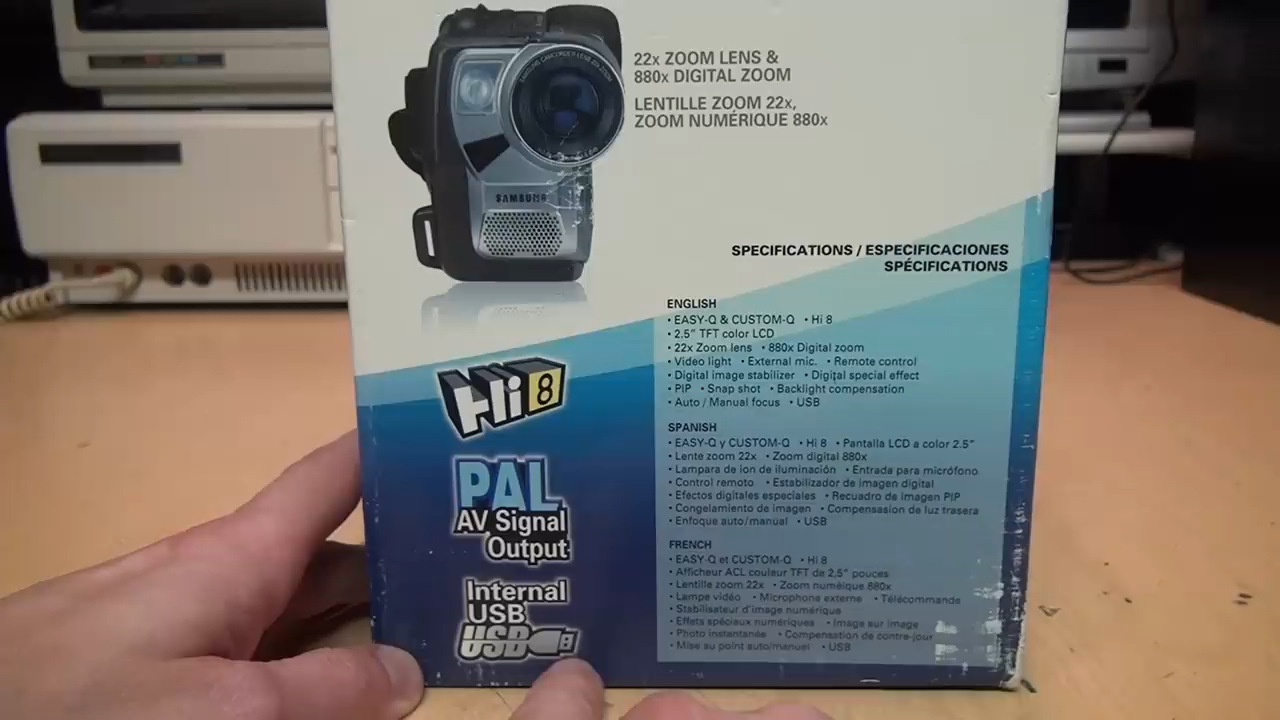 22x ZOOM LENS &
880x DIGITAL ZOOM
LENTILLE ZOOM 22x,
ZOOM NUMÉRIQUE 880x
SAMSUNG
SPECIFICATIONS / ESPECIFICACIONES
SPÉCIFICATIONS
ENGLISH
• EASY-Q & CUSTOM-Q • Hi 8
• 2.5" TFT color LCD
• 22x Zoom lens • 880x Digital zoom
• Video light • External mic. • Remote control
• Digital image stabilizer • Digital special effect
• PIP • Snap shot • Backlight compensation
• Auto / Manual focus • USB
Hi 8
SPANISH
• EASY-Q y CUSTOM-Q • Hi 8 • Pantalla LCD a color 2.5"
• Lente zoom 22x • Zoom digital 880x
• Lampara de ion de iluminación • Entrada para micrófono
• Control remoto • Estabilizador de imagen digital
• Efectos digitales especiales • Recuadro de imagen PIP
• Congelamiento de imagen • Compensasion de luz trasera
• Enfoque auto/manual • USB
PAL
AV Signal
Output
FRENCH
• EASY-Q et CUSTOM-Q • Hi 8
• Afficheur ACL couleur TFT de 2,5" pouces
• Lentille zoom 22x • Zoom numéique 880x
• Lampe vidéo • Microphone externe • Télécommande
• Stabilisateur d'image numérique
• Effets spéciaux numériques • Image sur image
• Photo instantanée • Compensation de contre-jour
• Mise au point auto/manuel • USB
Internal
USB
USB